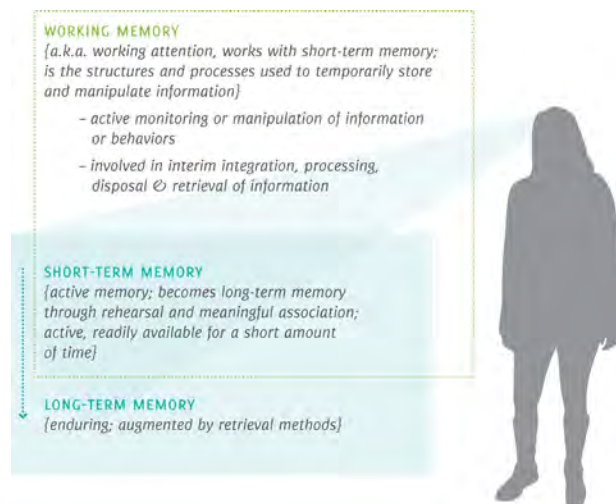 WORKING MEMORY
{a.k.a. working attention, works with short-term memory;
is the structures and processes used to temporarily store
and manipulate information}
– active monitoring or manipulation of information
or behaviors
– involved in interim integration, processing,
disposal & retrieval of information
SHORT-TERM MEMORY
{active memory; becomes long-term memory
through rehearsal and meaningful association;
active, readily available for a short amount
of time}
LONG-TERM MEMORY
{enduring; augmented by retrieval methods}